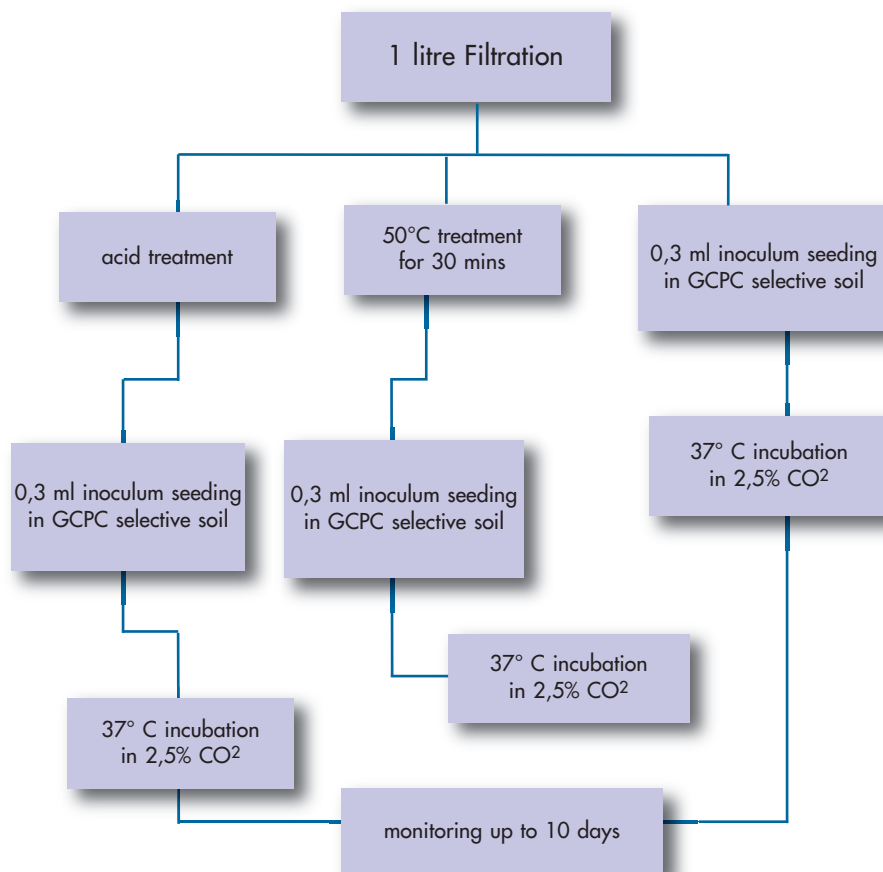 1 litre Filtration
acid treatment
50°C treatment
for 30 mins
0,3 ml inoculum seeding
in GCPC selective soil
0,3 ml inoculum seeding
in GCPC selective soil
0,3 ml inoculum seeding
in GCPC selective soil
37° C incubation
in 2,5% CO²
37° C incubation
in 2,5% CO²
37° C incubation
in 2,5% CO²
monitoring up to 10 days